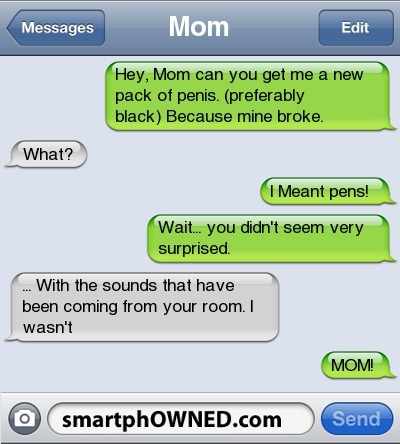 Messages
Mom
Edit
Hey, Mom can you get me a new
pack of penis. (preferably
black) Because mine broke.
What?
I Meant pens!
Wait... you didn't seem very
surprised.
... With the sounds that have
been coming from your room. I
wasn't
MOM!
smartphOWNED.com
Send